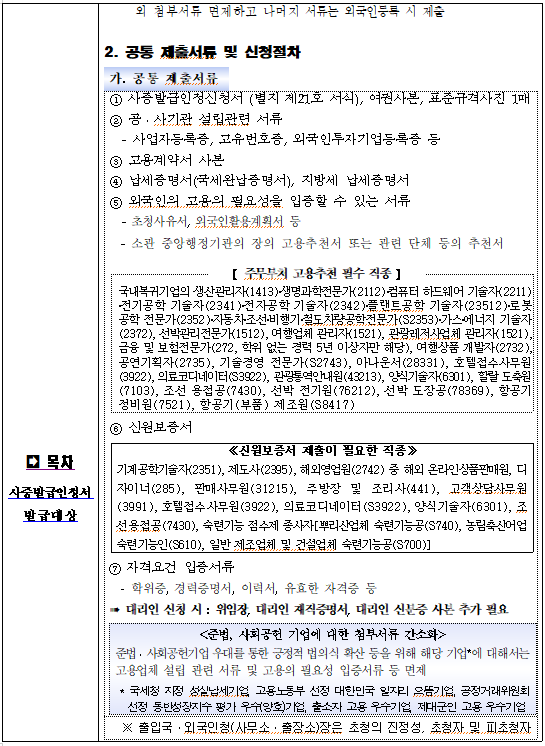 외 첨부서류 면제하고 나머지 서류는 외국인등록 시 제출
2. 공통 제출서류 및 신청절차
가. 공통 제출서류
① 사증발급인정신청서 (별지 제21호 서식), 여권사본, 표준규격사진 1매
② 공·사기관 설립관련 서류
- 사업자등록증, 고유번호증, 외국인투자기업등록증 등
③ 고용계약서 사본
④ 납세증명서(국세완납증명서), 지방세 납세증명서
⑤ 외국인의 고용의 필요성을 입증할 수 있는 서류
- 초청사유서, 외국인활용계획서 등
- 소관 중앙행정기관의 장의 고용추천서 또는 관련 단체 등의 추천서
[ 주무부처 고용추천 필수 직종 ]
국내복귀기업의 생산관리자(1413)·생명과학전문가(2112)·컴퓨터 하드웨어 기술자(2211)
·전기공학 기술자(2341)·전자공학 기술자(2342)·플랜트공학 기술자(23512)·로봇
공학 전문가(2352)·자동차·조선·비행기·철도차량공학전문가(S2353)·가스·에너지 기술자
(2372), 선박관리전문가(1512), 여행업체 관리자(1521), 관광레저사업체 관리자(1521),
금융 및 보험전문가(272, 학위 없는 경력 5년 이상자만 해당), 여행상품 개발자(2732),
공연기획자(2735), 기술경영 전문가(S2743), 아나운서(28331), 호텔접수사무원
(3922), 의료코디네이터(S3922), 관광통역안내원(43213), 양식기술자(6301), 할랄 도축원
(7103), 조선 용접공(7430), 선박 전기원(76212), 선박 도장공(78369), 항공기
정비원(7521), 항공기(부품) 제조원(S8417)
⑥ 신원보증서
≪신원보증서 제출이 필요한 직종≫
기계공학기술자(2351), 제도사(2395), 해외영업원(2742) 중 해외 온라인상품판매원, 디
자이너(285), 판매사무원(31215), 주방장 및 조리사(441), 고객상담사무원
(3991), 호텔접수사무원(3922), 의료코디네이터(S3922), 양식기술자(6301), 조
선용접공(7430), 숙련기능 점수제 종사자[뿌리산업체 숙련기능공(S740), 농림축산어업
숙련기능인(S610), 일반 제조업체 및 건설업체 숙련기능공(S700)]
➡ 목차
사증발급인정서
발급대상
⑦ 자격요건 입증서류
- 학위증, 경력증명서, 이력서, 유효한 자격증 등
➠ 대리인 신청 시 : 위임장, 대리인 재직증명서, 대리인 신분증 사본 추가 필요
<준법, 사회공헌 기업에 대한 첨부서류 간소화>
준법·사회공헌기업 우대를 통한 긍정적 법의식 확산 등을 위해 해당 기업*에 대해서는
고용업체 설립 관련 서류 및 고용의 필요성 입증서류 등 면제
* 국세청 지정 성실납세기업, 고용노동부 선정 대한민국 일자리 으뜸기업, 공정거래위원회
선정 동반성장지수 평가 우수(양호)기업, 출소자 고용 우수기업, 제대군인 고용 우수기업
※ 출입국·외국인청(사무소·출장소)장은 초청의 진정성, 초청자 및 피초청자